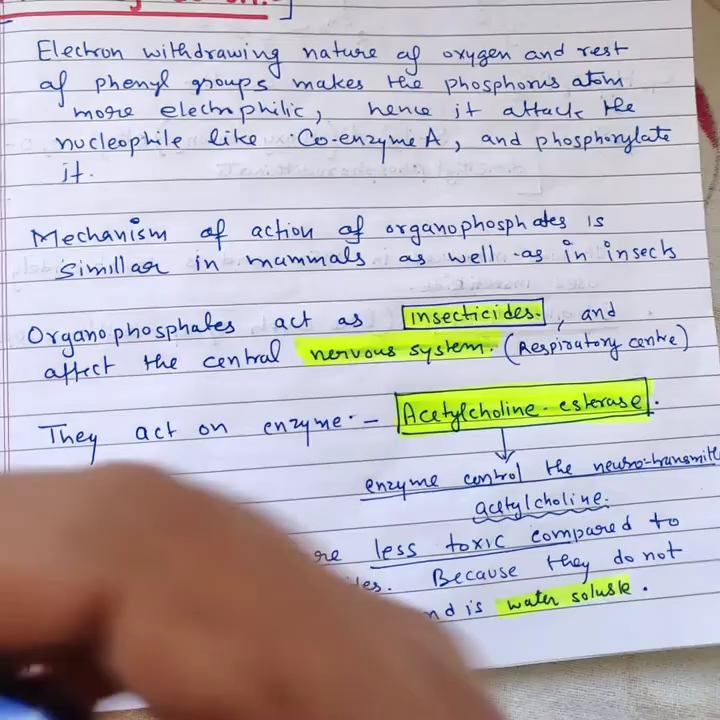 Electron withdrawing nature of oxygen and rest
of phenyl groups makes the phosphorus atom
more electrophilic, hence it attack the
nucleophile like Co-enzyme A, and phosphorylate
it.
Mechanism of action of organophosphates is
simillar in mammals as well as in insects
Organophosphates act as insecticides, and
affect the central nervous system. (Respiratory centre)
They act on enzyme - Acetylcholine esterase.
enzyme control the neuro-transmitt
acetylcholine.
re less toxic compared to
es. Because they do not
nd is water soluble.